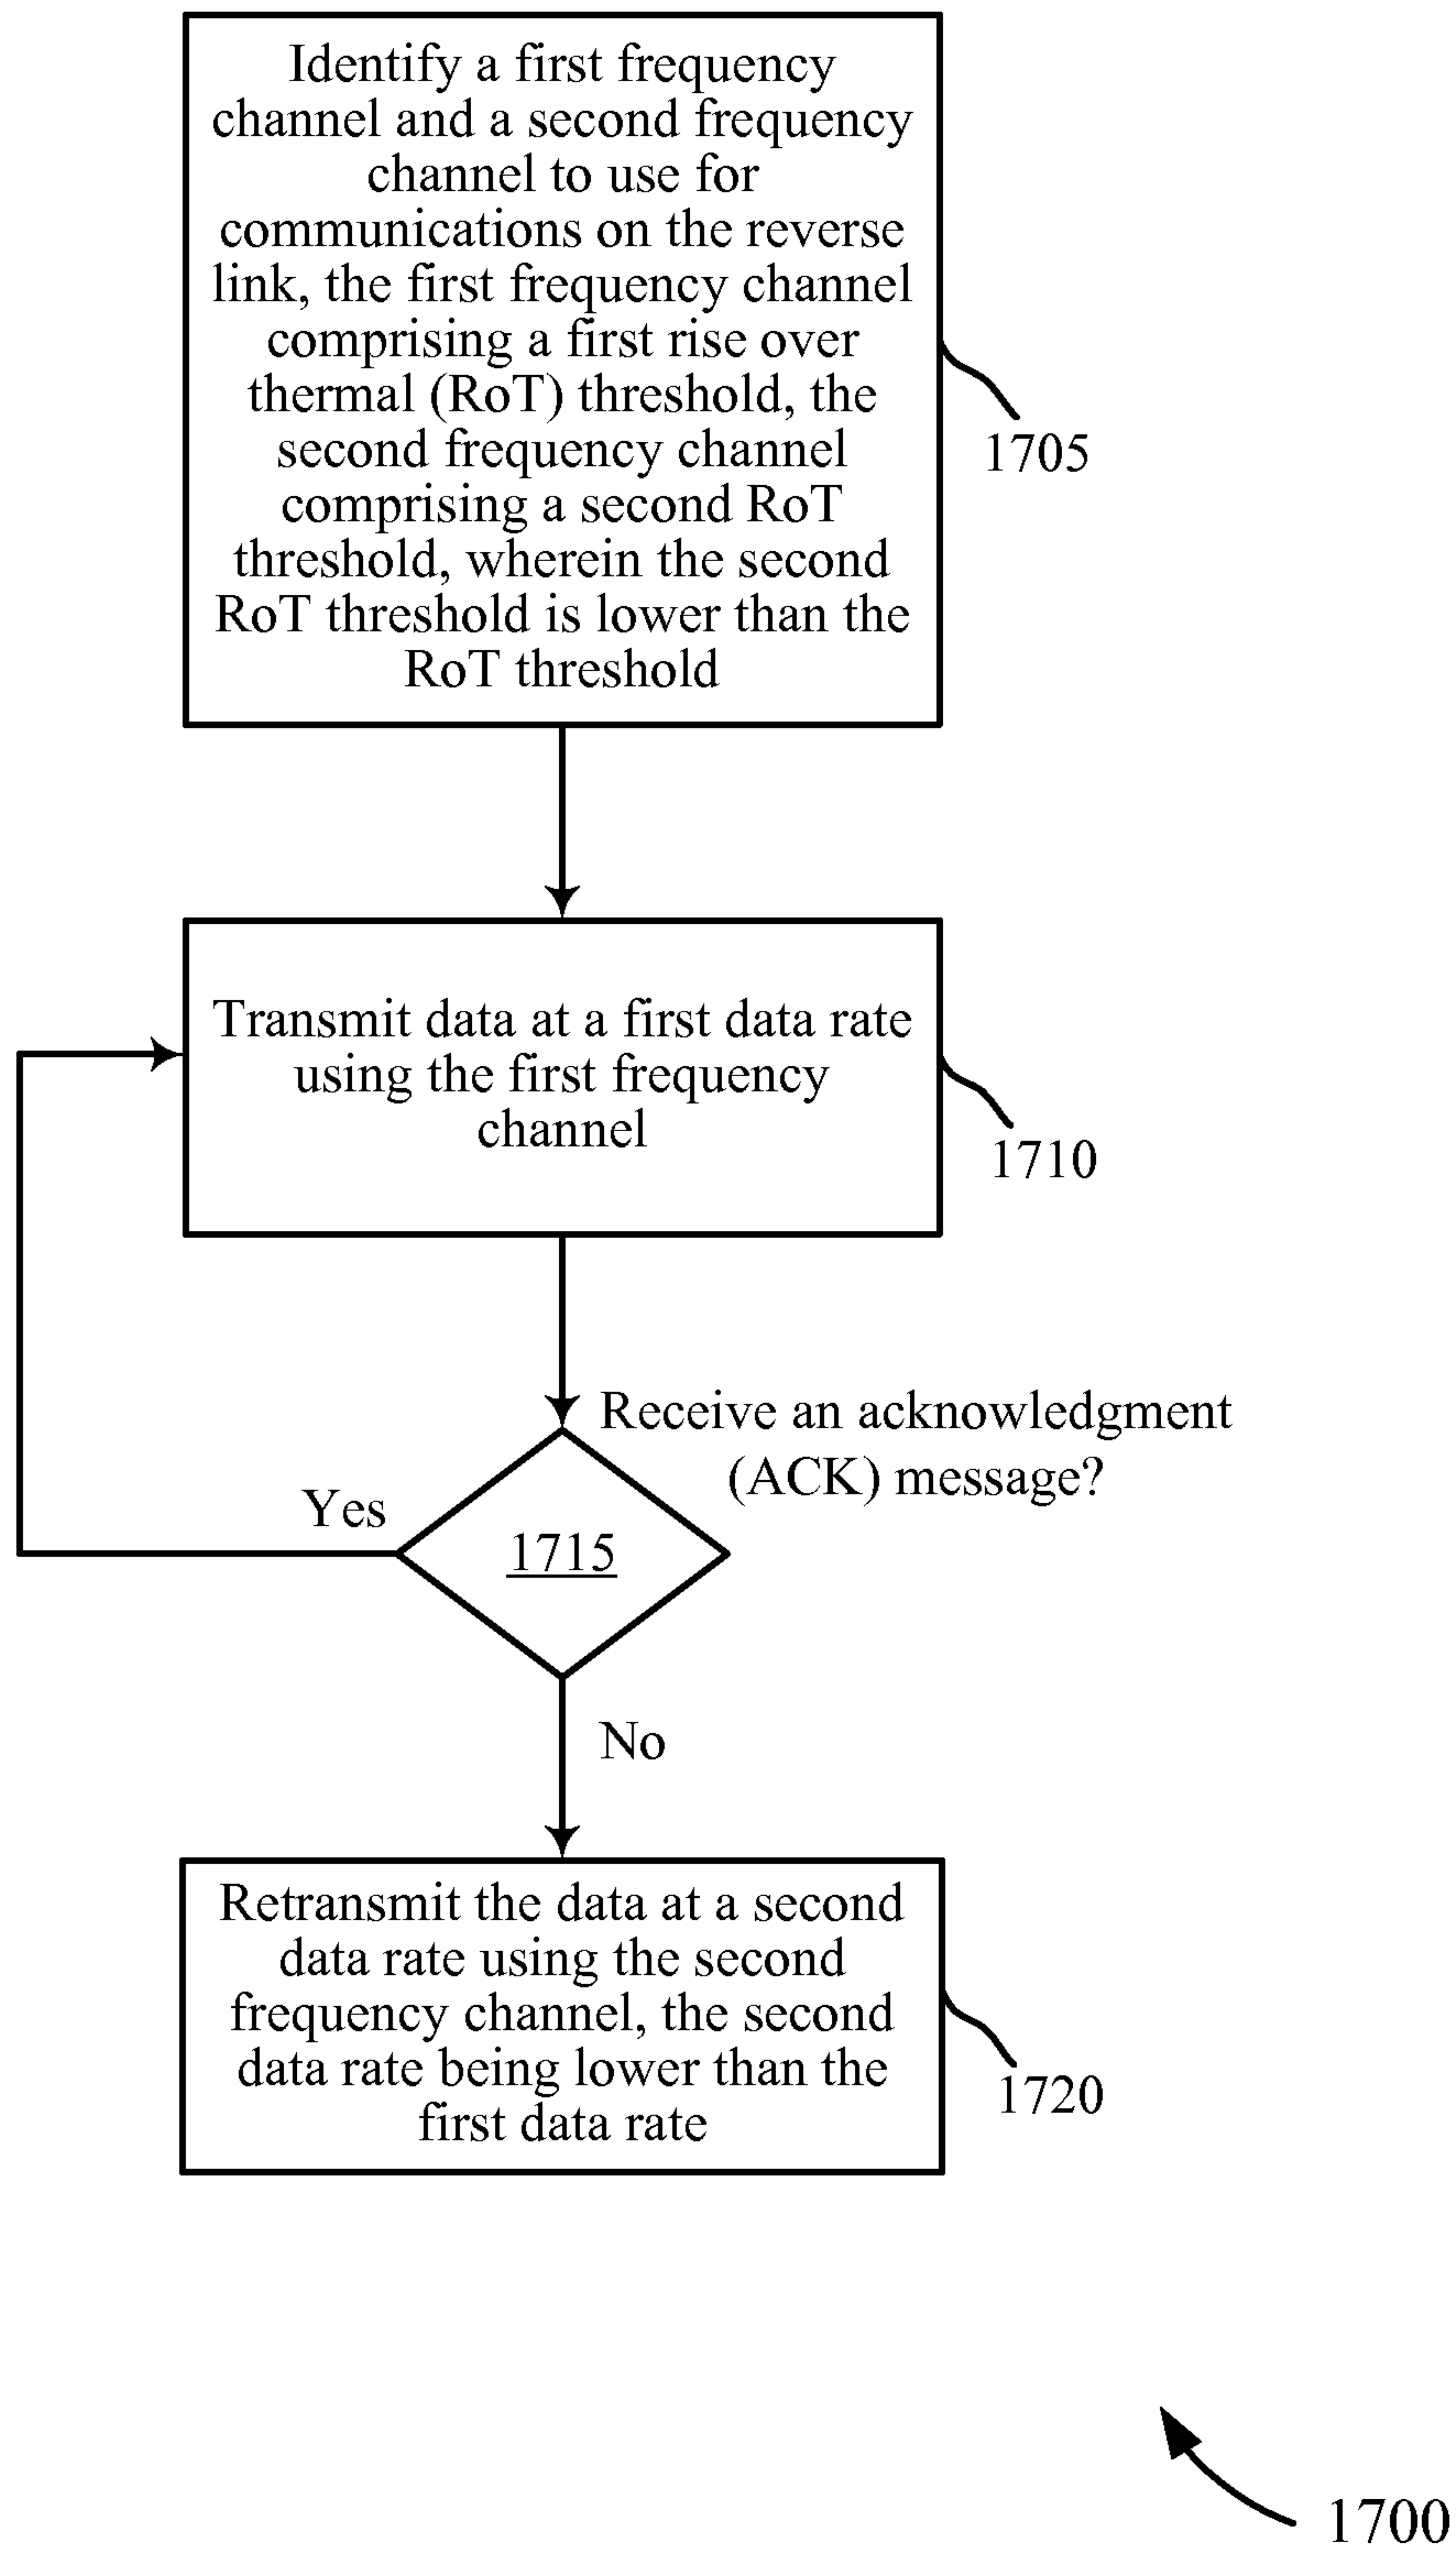 Identify a first frequency
channel and a second frequency
channel to use for
communications on the reverse
link, the first frequency channel
comprising a first rise over
thermal (RoT) threshold, the
second frequency channel
comprising a second RoT
threshold, wherein the second
RoT threshold is lower than the
RoT threshold
1705
Transmit data at a first data rate
using the first frequency
channel
1710
Receive an acknowledgment
(ACK) message?
Yes
1715
No
Retransmit the data at a second
data rate using the second
frequency channel, the second
data rate being lower than the
first data rate
1720
1700